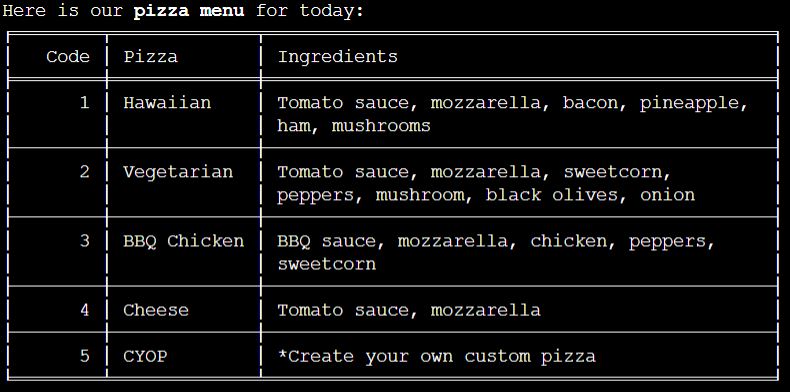 Here is our pizza menu for today:
Code Pizza Ingredients
1 Hawaiian Tomato sauce, mozzarella, bacon, pineapple,
ham, mushrooms
2 Vegetarian Tomato sauce, mozzarella, sweetcorn,
peppers, mushroom, black olives, onion
3 BBQ Chicken BBQ sauce, mozzarella, chicken, peppers,
sweetcorn
4 Cheese Tomato sauce, mozzarella
5 CYOP *Create your own custom pizza